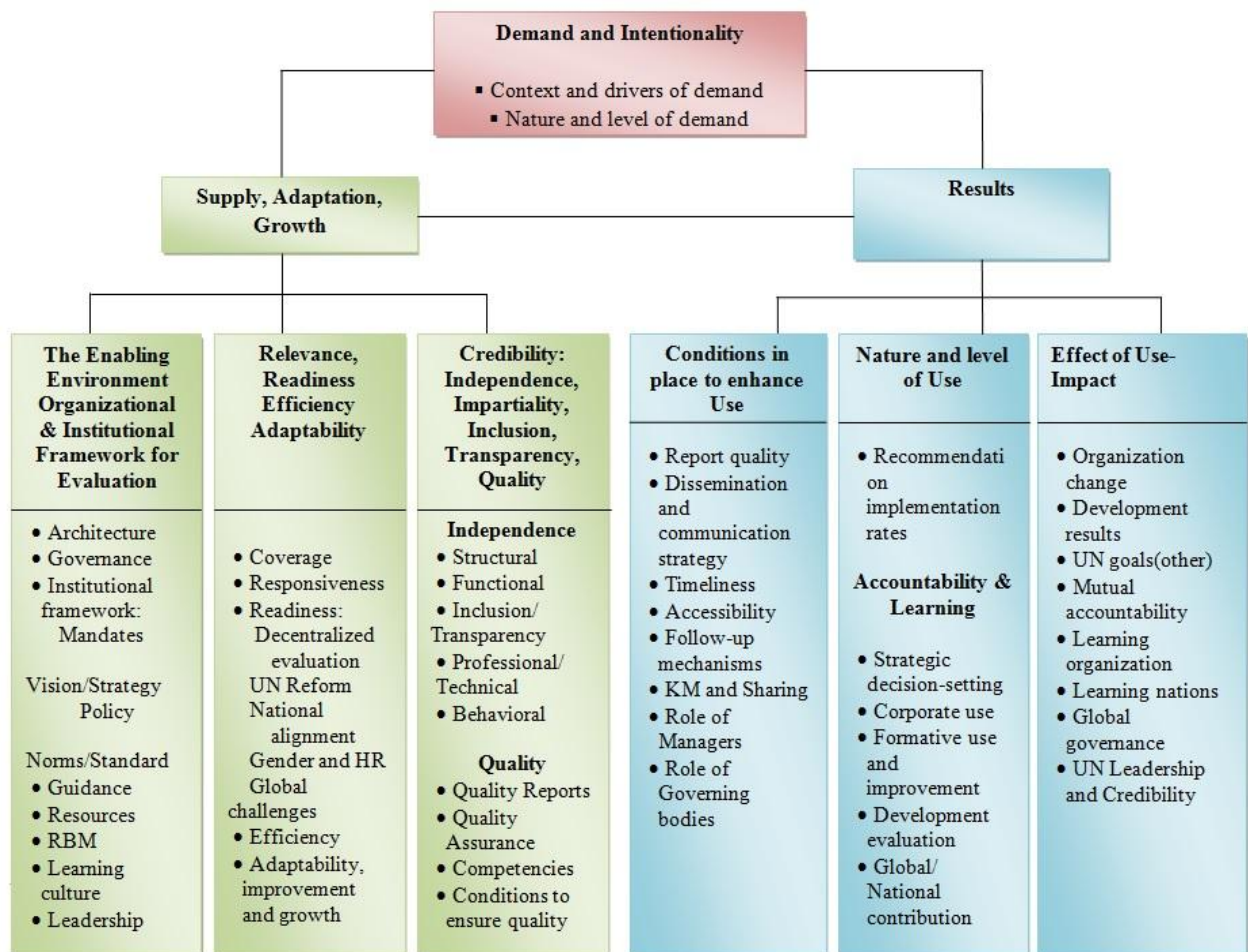 Demand and Intentionality
▪ Context and drivers of demand
▪ Nature and level of demand
Supply, Adaptation,
Growth
Results
The Enabling
Environment
Organizational
& Institutional
Framework for
Evaluation
• Architecture
• Governance
• Institutional
framework:
Mandates
Vision/Strategy
Policy
Norms/Standard
• Guidance
• Resources
• RBM
• Learning
culture
• Leadership
Relevance,
Readiness
Efficiency
Adaptability
• Coverage
• Responsiveness
• Readiness:
Decentralized
evaluation
UN Reform
National
alignment
Gender and HR
Global
challenges
• Efficiency
• Adaptability,
improvement
and growth
Credibility:
Independence,
Impartiality,
Inclusion,
Transparency,
Quality
Independence
• Structural
• Functional
• Inclusion/
Transparency
• Professional/
Technical
• Behavioral
Quality
• Quality Reports
• Quality
Assurance
• Competencies
• Conditions to
ensure quality
Conditions in
place to enhance
Use
• Report quality
• Dissemination
and
communication
strategy
• Timeliness
• Accessibility
• Follow-up
mechanisms
• KM and Sharing
• Role of
Managers
• Role of
Governing
bodies
Nature and level
of Use
• Recommendati
on
implementation
rates
Accountability &
Learning
• Strategic
decision-setting
• Corporate use
• Formative use
and
improvement
• Development
evaluation
• Global/
National
contribution
Effect of Use-
Impact
• Organization
change
• Development
results
• UN goals(other)
• Mutual
accountability
• Learning
organization
• Learning nations
• Global
governance
• UN Leadership
and Credibility